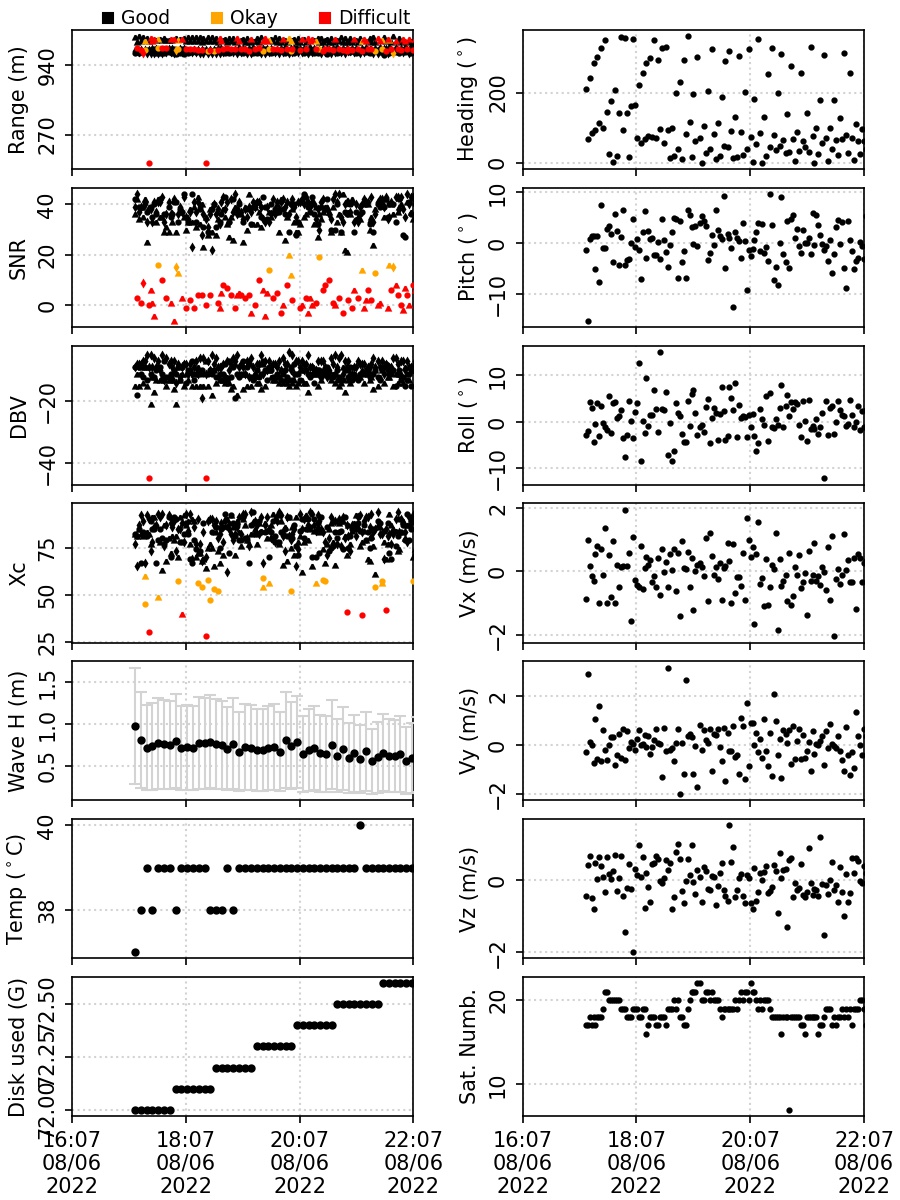 Good Okay Difficult
Range (m)
940
270
Heading (°)
200
0
SNR
40
20
0
Pitch (°)
10
0
−10
DBV
−20
−40
Roll (°)
10
0
−10
Xc
75
50
25
Vx (m/s)
2
0
−2
Wave H (m)
1.5
1.0
0.5
Vy (m/s)
2
0
−2
Temp (°C)
40
38
Vz (m/s)
0
−2
Disk used (G)
72.50
72.25
72.00
Sat. Numb.
20
10
16:07 18:07 20:07 22:07
08/06 08/06 08/06 08/06
2022 2022 2022 2022
16:07 18:07 20:07 22:07
08/06 08/06 08/06 08/06
2022 2022 2022 2022